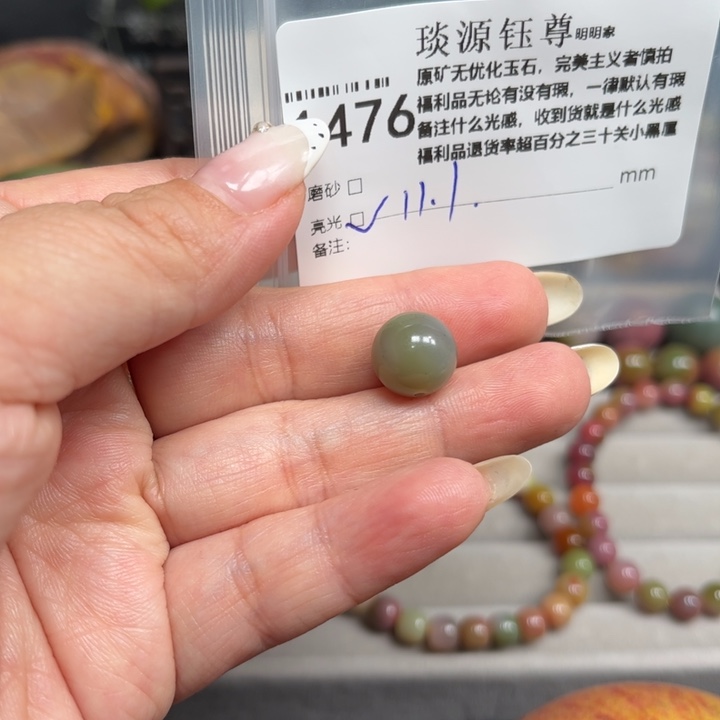 琰源钰尊明明家
原矿无优化玉石，完美主义者慎拍
福利品无论有没有瑕，一律默认有瑕
476
备注什么光感，收到货就是什么光感
福利品退货率超百分之三十关小黑屋
磨砂 □
mm
亮光 □ ✓ 11.1.
备注：